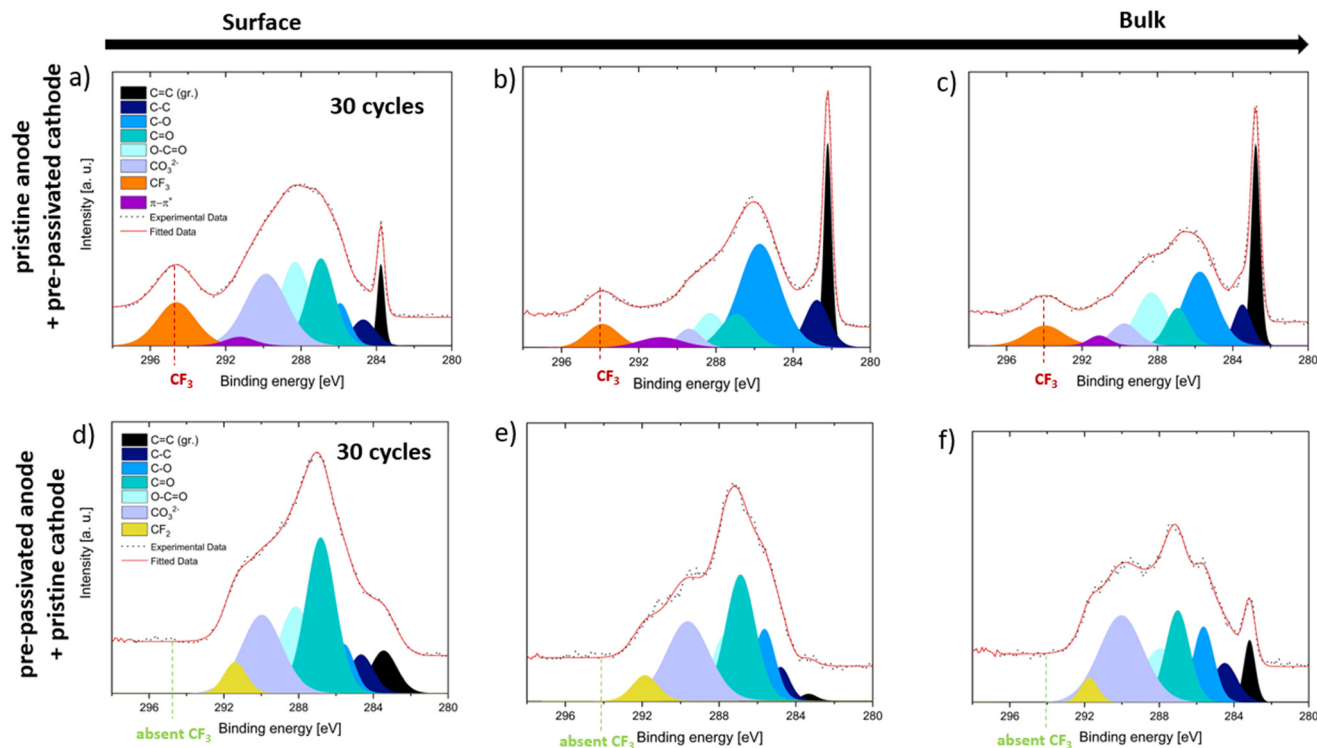 Surface
Bulk
pristine anode
+ pre-passivated cathode
a)
30 cycles
C=C (gr.)
C-C
C-O
C=O
O-C=O
CO₃²⁻
CF₃
π–π*
Experimental Data
Fitted Data
Intensity [a. u.]
296 292 288 284 280
CF₃
Binding energy [eV]
b)
296 292 288 284 280
CF₃
Binding energy [eV]
c)
296 292 288 284 280
CF₃
Binding energy [eV]
pre-passivated anode
+ pristine cathode
d)
30 cycles
C=C (gr.)
C-C
C-O
C=O
O-C=O
CO₃²⁻
CF₂
Experimental Data
Fitted Data
Intensity [a. u.]
296 292 288 284 280
absent CF₃
Binding energy [eV]
e)
296 292 288 284 280
absent CF₃
Binding energy [eV]
f)
296 292 288 284 280
absent CF₃
Binding energy [eV]